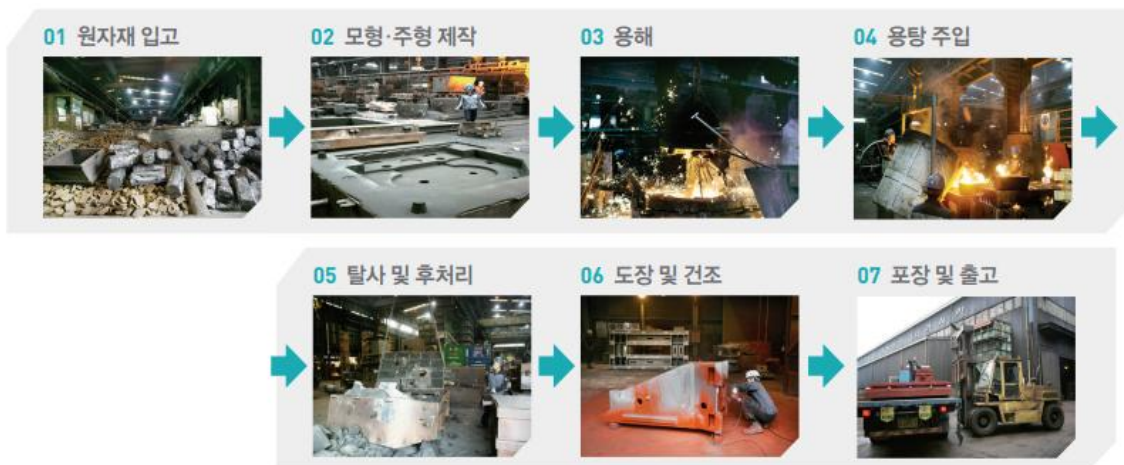 01 원자재 입고
02 모형·주형 제작
03 용해
04 용탕 주입
05 탈사 및 후처리
06 도장 및 건조
07 포장 및 출고